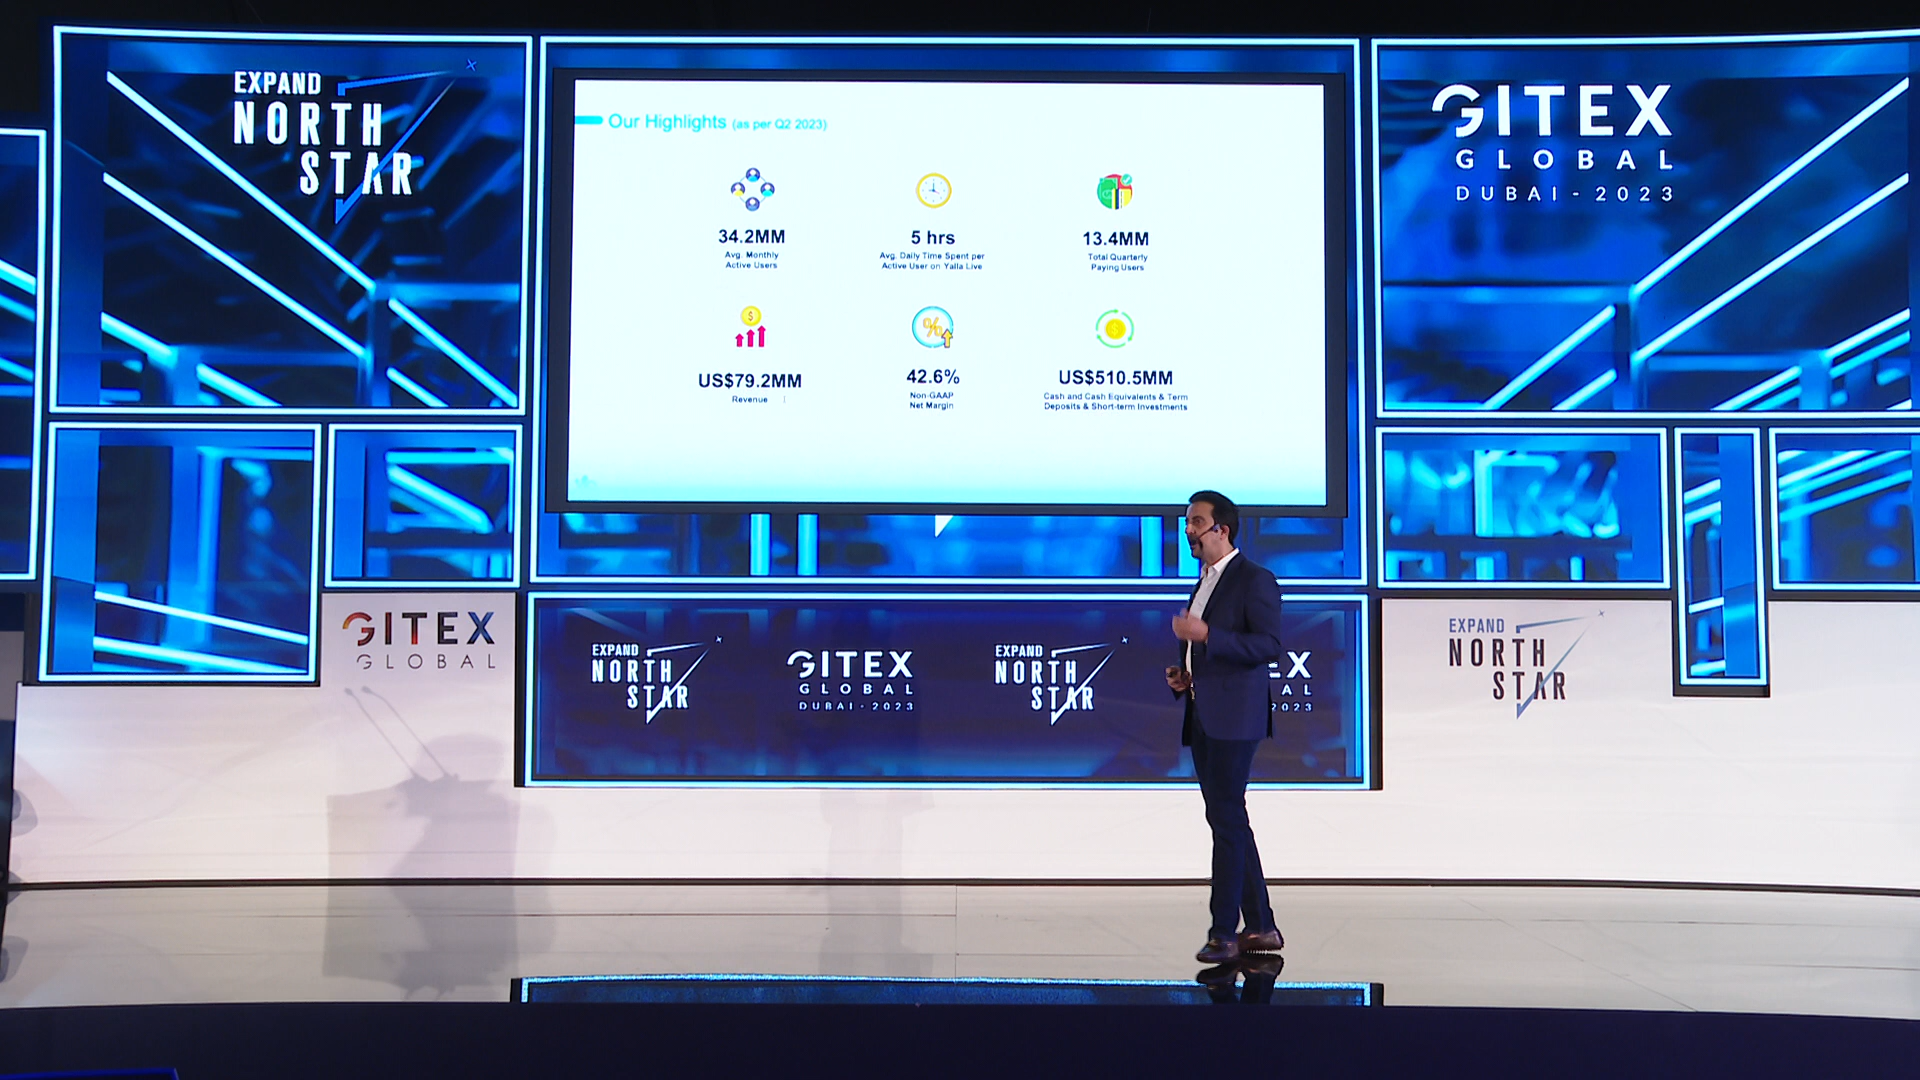 EXPAND
NORTH
STAR
Our Highlights (as per Q2 2023)
34.2MM
Avg. Monthly
Active Users
5 hrs
Avg. Daily Time Spent per
Active User on Yalla Live
13.4MM
Total Quarterly
Paying Users
US$79.2MM
Revenue
42.6%
Non-GAAP
Net Margin
US$510.5MM
Cash and Cash Equivalents & Term
Deposits & Short-term Investments
GITEX
GLOBAL
DUBAI - 2023
GITEX
GLOBAL
EXPAND
NORTH
STAR
GITEX
GLOBAL
DUBAI - 2023
EXPAND
NORTH
STAR
EX
AL
2023
EXPAND
NORTH
STAR